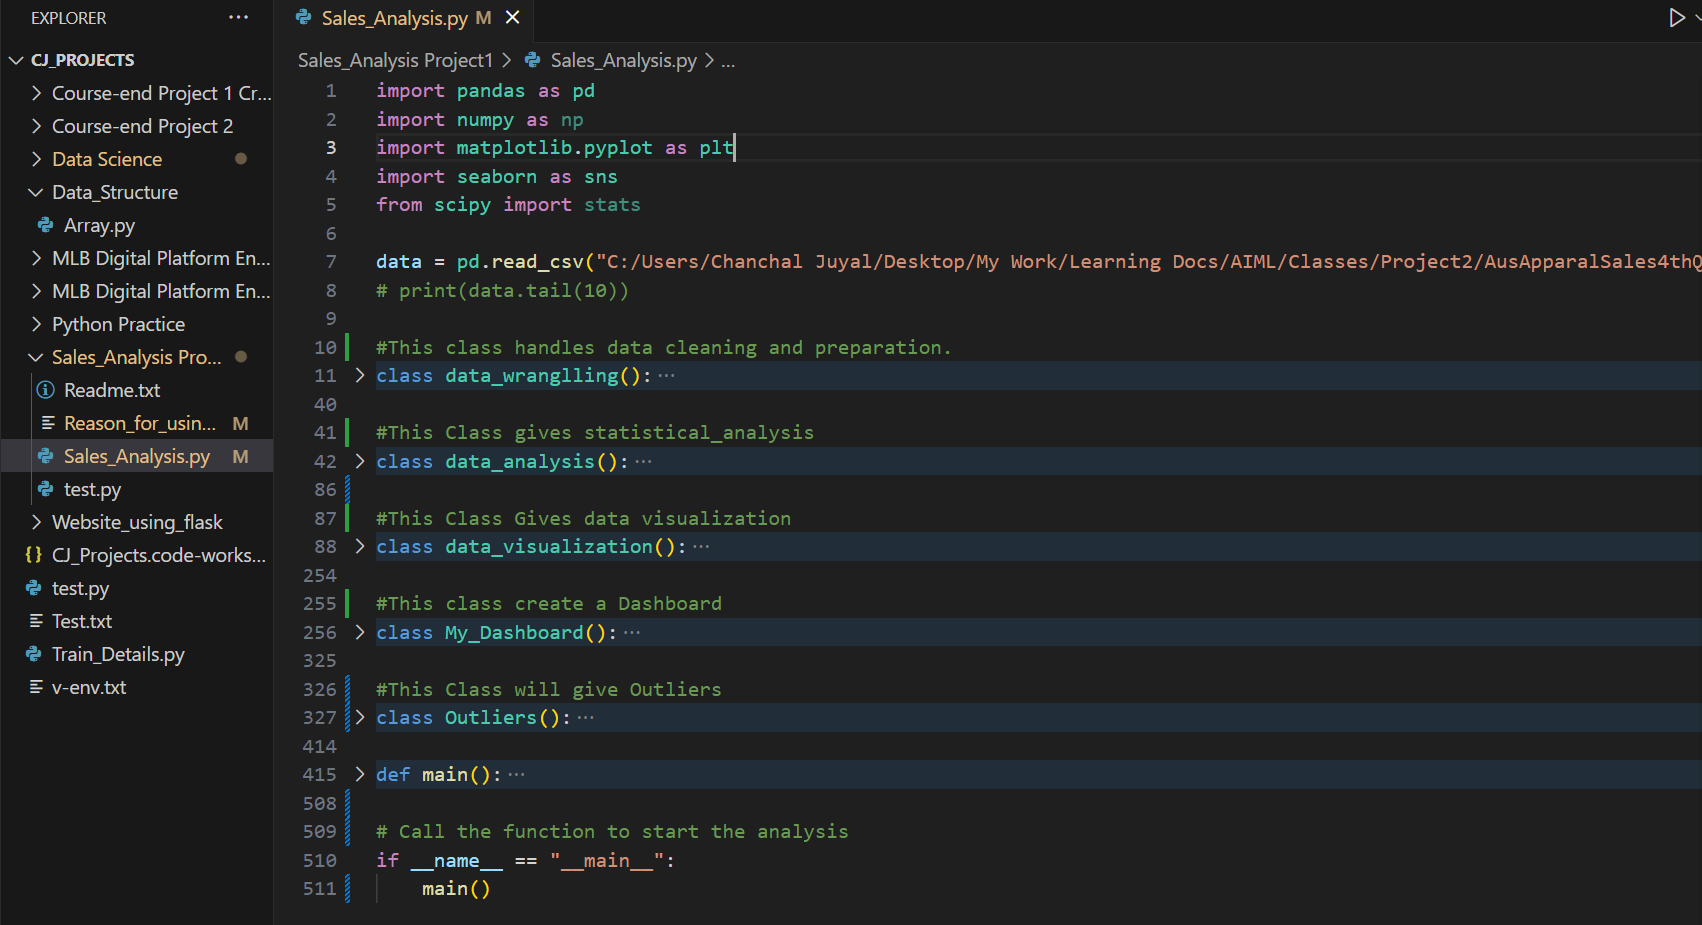 EXPLORER ···
CJ_PROJECTS
Course-end Project 1 Cr...
Course-end Project 2
Data Science
Data_Structure
Array.py
MLB Digital Platform En...
MLB Digital Platform En...
Python Practice
Sales_Analysis Pro...
Readme.txt
Reason_for_usin... M
Sales_Analysis.py M
test.py
Website_using_flask
{} CJ_Projects.code-works...
test.py
Test.txt
Train_Details.py
v-env.txt
Sales_Analysis.py M
Sales_Analysis Project1 > Sales_Analysis.py > ...
1 import pandas as pd
2 import numpy as np
3 import matplotlib.pyplot as plt
4 import seaborn as sns
5 from scipy import stats
6
7 data = pd.read_csv("C:/Users/Chanchal Juyal/Desktop/My Work/Learning Docs/AIML/Classes/Project2/AusApparalSales4thQ
8 # print(data.tail(10))
9
10 #This class handles data cleaning and preparation.
11 class data_wranglling():···
40
41 #This Class gives statistical_analysis
42 class data_analysis():···
86
87 #This Class Gives data visualization
88 class data_visualization():···
254
255 #This class create a Dashboard
256 class My_Dashboard():···
325
326 #This Class will give Outliers
327 class Outliers():···
414
415 def main():···
508
509 # Call the function to start the analysis
510 if __name__ == "__main__":
511 main()